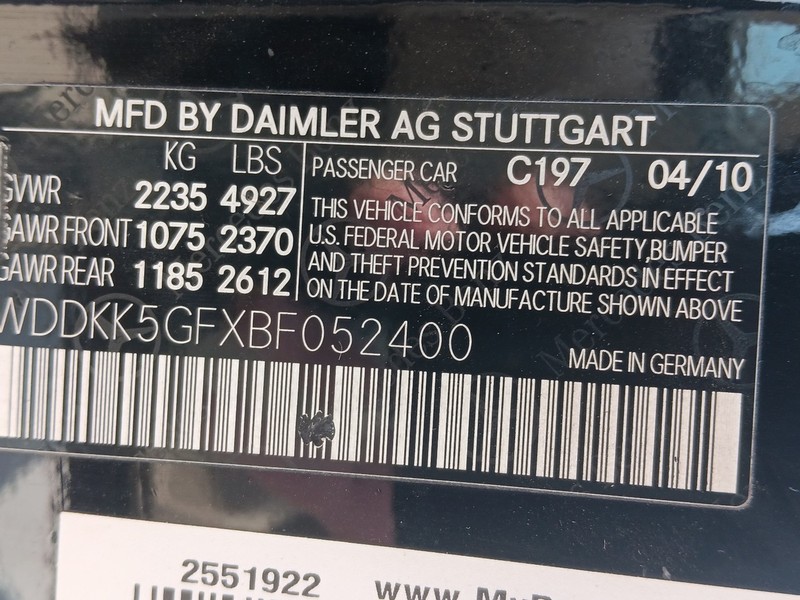 MFD BY DAIMLER AG STUTTGART
KG LBS
GVWR 2235 4927
GAWR FRONT 1075 2370
GAWR REAR 1185 2612
PASSENGER CAR C197 04/10
THIS VEHICLE CONFORMS TO ALL APPLICABLE
U.S. FEDERAL MOTOR VEHICLE SAFETY,BUMPER
AND THEFT PREVENTION STANDARDS IN EFFECT
ON THE DATE OF MANUFACTURE SHOWN ABOVE
WDDKK5GFXBF052400
MADE IN GERMANY
2551922